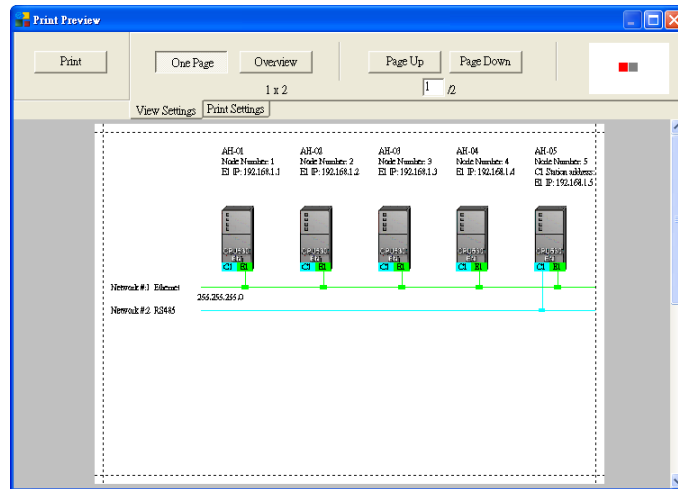 Print Preview
Print
One Page
Overview
Page Up
Page Down
1 x 2
1
/2
View Settings
Print Settings
AH-01
Node Number: 1
E1 IP: 192.168.1.1
AH-02
Node Number: 2
E1 IP: 192.168.1.2
AH-03
Node Number: 3
E1 IP: 192.168.1.3
AH-04
Node Number: 4
E1 IP: 192.168.1.4
AH-05
Node Number: 5
C1 Station address:
E1 IP: 192.168.1.5
C1 E1
C1 E1
C1 E1
C1 E1
C1 E1
Network #:1 Ethernet
255.255.255.0
Network #:2 RS485